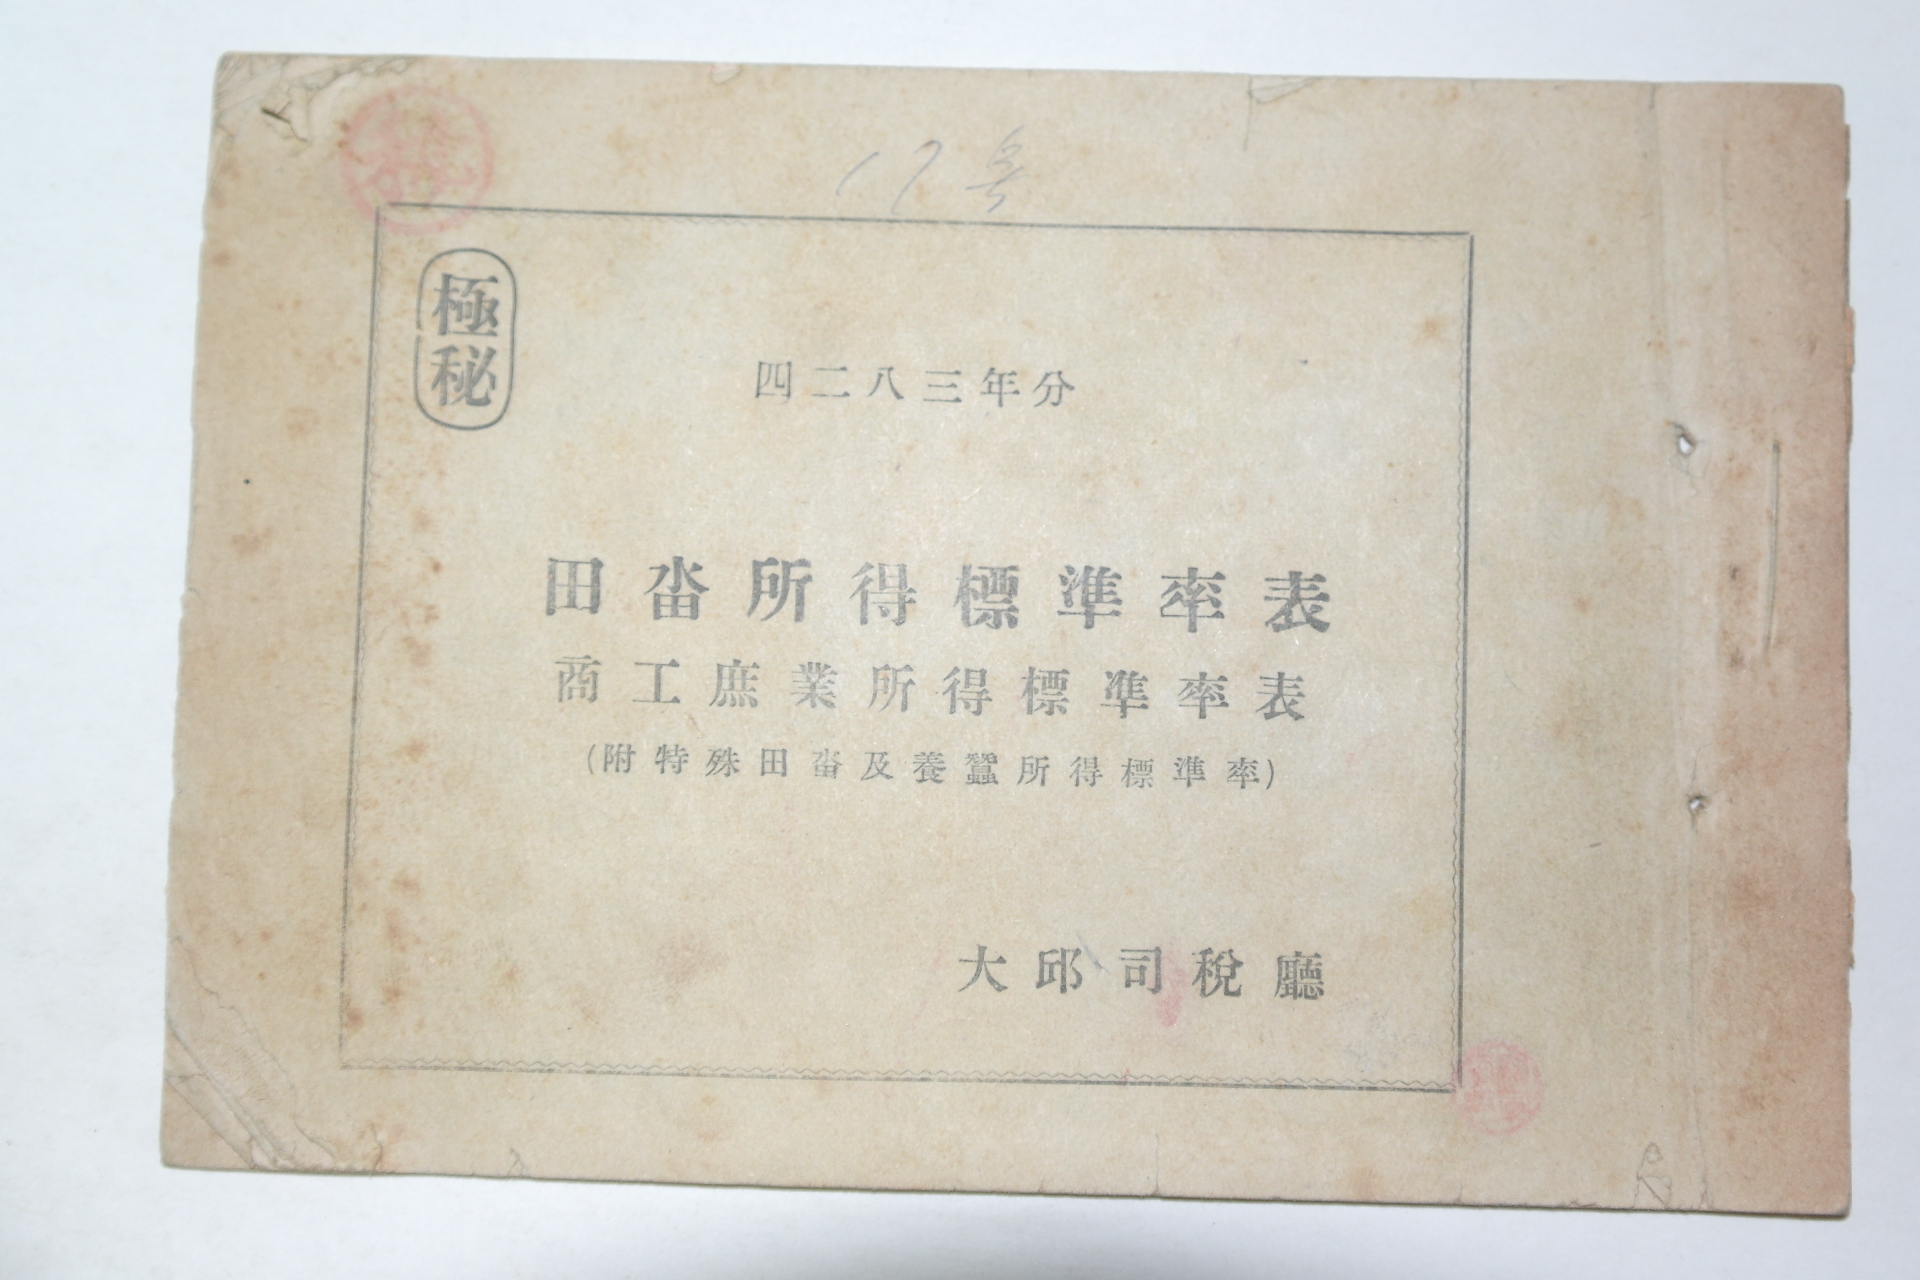 17号
極秘
四二八三年分
田畓所得標準率表
商工庶業所得標準率表
(附特殊田畓及養蠶所得標準率)
大邱司稅廳